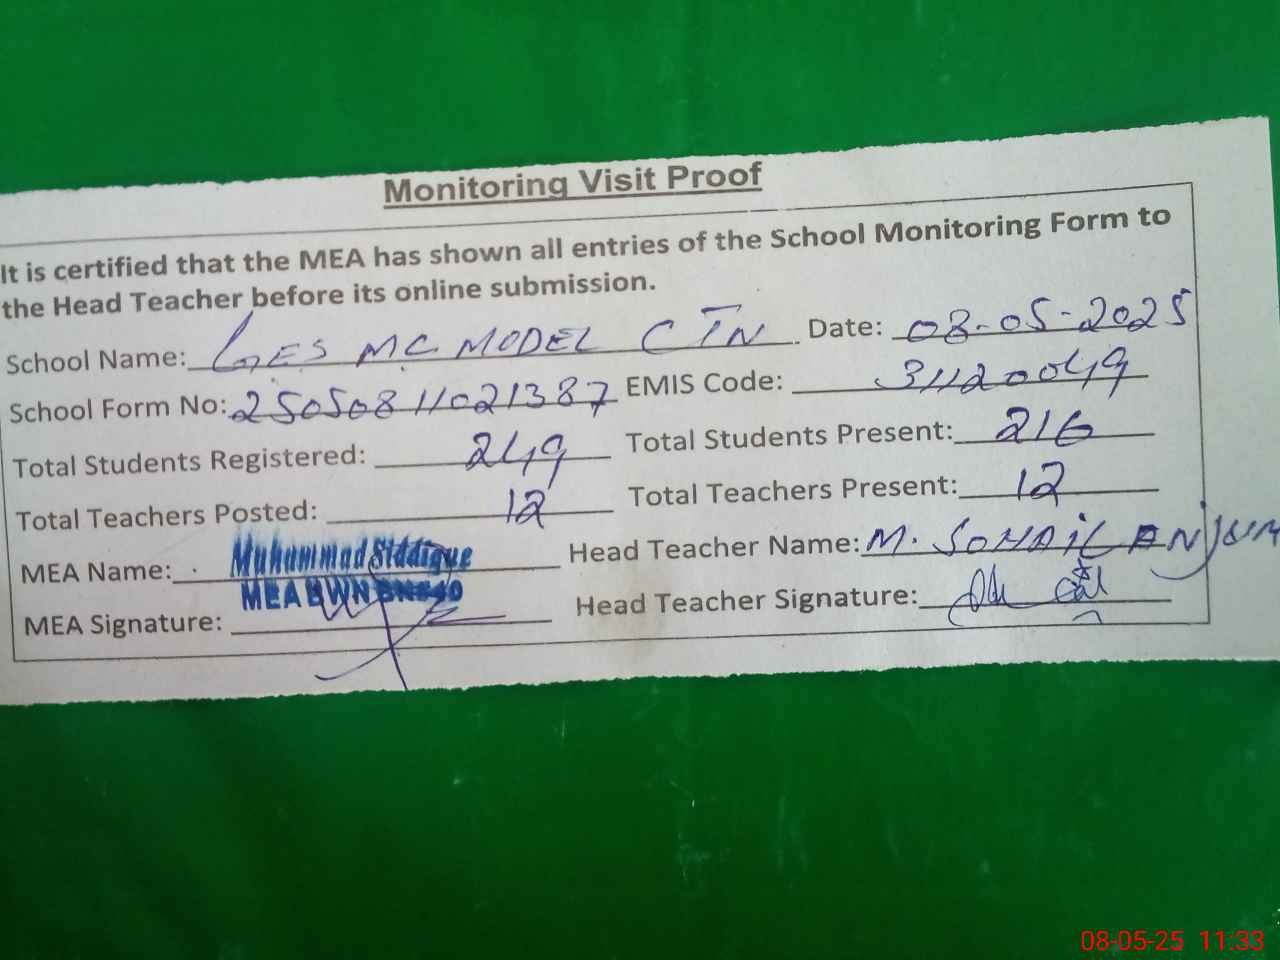 Monitoring Visit Proof
It is certified that the MEA has shown all entries of the School Monitoring Form to
the Head Teacher before its online submission.
School Name: GES MC MODEL CTN Date: 08-05-2025
School Form No: 25050811021387 EMIS Code: 31120049
Total Students Registered: 249 Total Students Present: 216
Total Teachers Posted: 12 Total Teachers Present: 12
MEA Name: Muhammad Siddique Head Teacher Name: M. SOHAIL ANJUM
MEA BWN
MEA Signature: Head Teacher Signature:
08-05-25 11:33